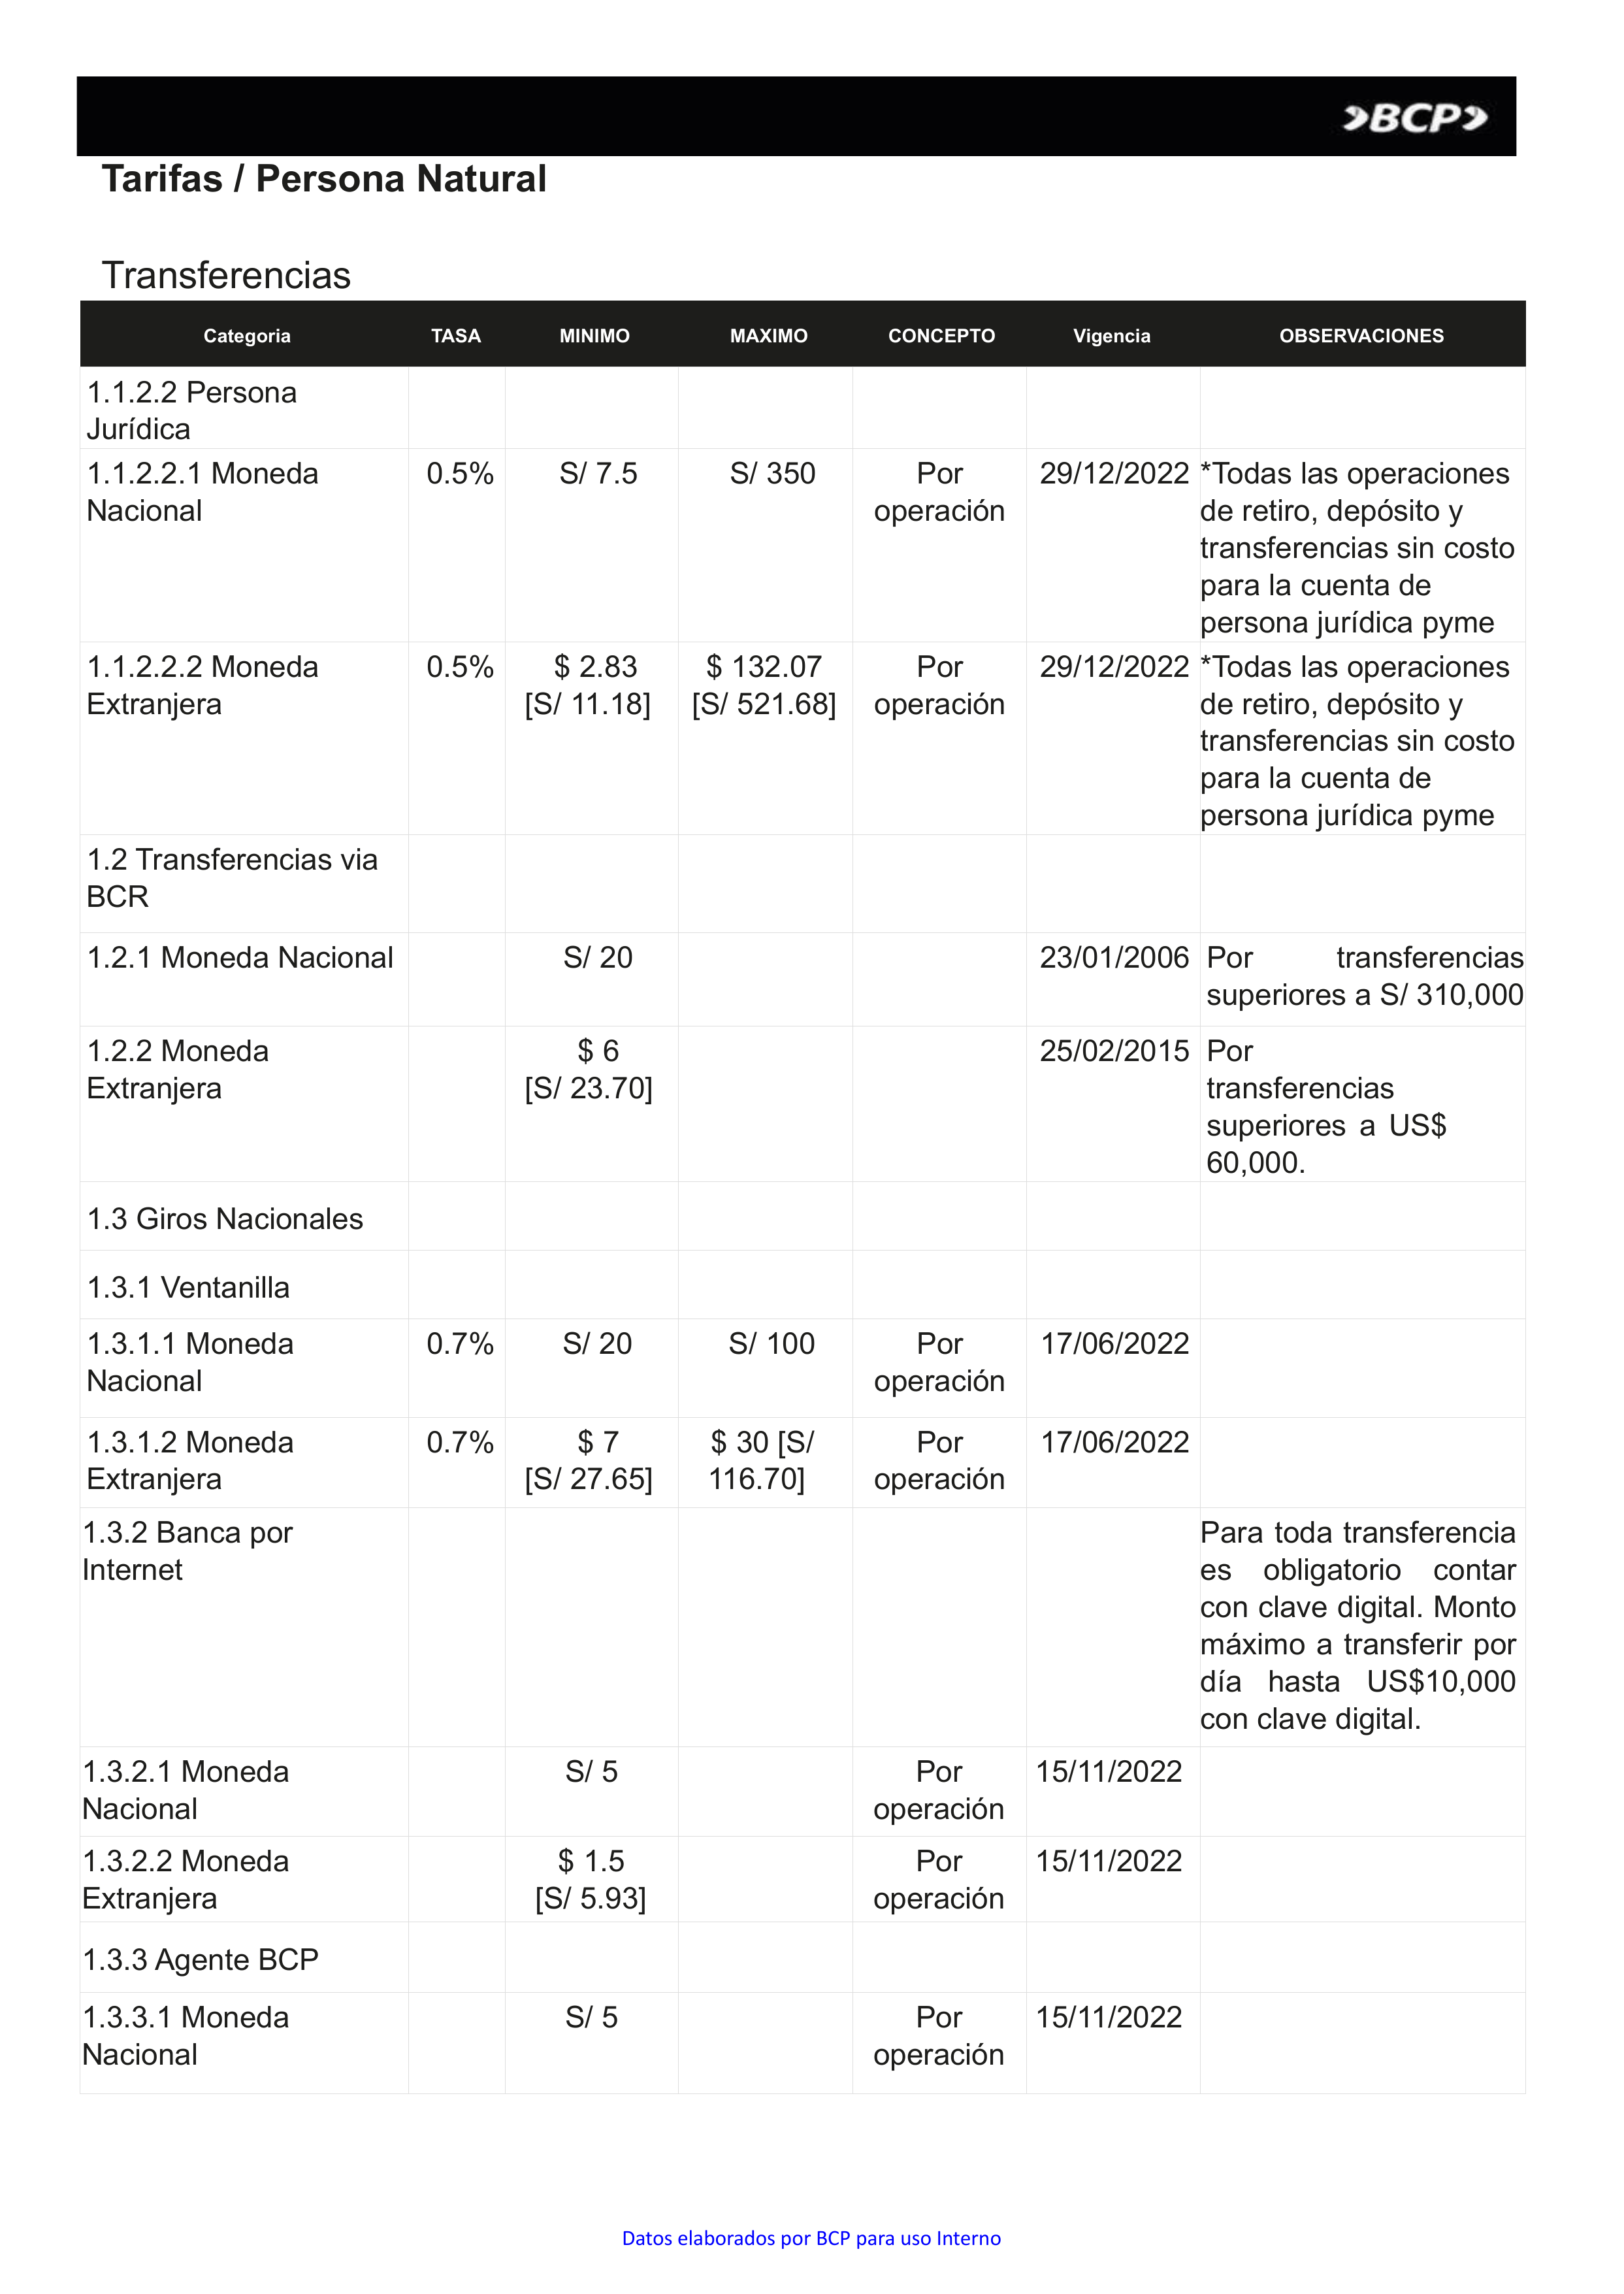 BCP
Tarifas / Persona Natural
Transferencias
Categoria TASA MINIMO MAXIMO CONCEPTO Vigencia OBSERVACIONES
1.1.2.2 Persona
Jurídica
1.1.2.2.1 Moneda 0.5% S/ 7.5 S/ 350 Por 29/12/2022 *Todas las operaciones
Nacional operación de retiro, depósito y
transferencias sin costo
para la cuenta de
persona jurídica pyme
1.1.2.2.2 Moneda 0.5% $ 2.83 $ 132.07 Por 29/12/2022 *Todas las operaciones
Extranjera [S/ 11.18] [S/ 521.68] operación de retiro, depósito y
transferencias sin costo
para la cuenta de
persona jurídica pyme
1.2 Transferencias via
BCR
1.2.1 Moneda Nacional S/ 20 23/01/2006 Por transferencias
superiores a S/ 310,000
1.2.2 Moneda $ 6 25/02/2015 Por
Extranjera [S/ 23.70] transferencias
superiores a US$
60,000.
1.3 Giros Nacionales
1.3.1 Ventanilla
1.3.1.1 Moneda 0.7% S/ 20 S/ 100 Por 17/06/2022
Nacional operación
1.3.1.2 Moneda 0.7% $ 7 $ 30 [S/ Por 17/06/2022
Extranjera [S/ 27.65] 116.70] operación
1.3.2 Banca por Para toda transferencia
Internet es obligatorio contar
con clave digital. Monto
máximo a transferir por
día hasta US$10,000
con clave digital.
1.3.2.1 Moneda S/ 5 Por 15/11/2022
Nacional operación
1.3.2.2 Moneda $ 1.5 Por 15/11/2022
Extranjera [S/ 5.93] operación
1.3.3 Agente BCP
1.3.3.1 Moneda S/ 5 Por 15/11/2022
Nacional operación
Datos elaborados por BCP para uso Interno